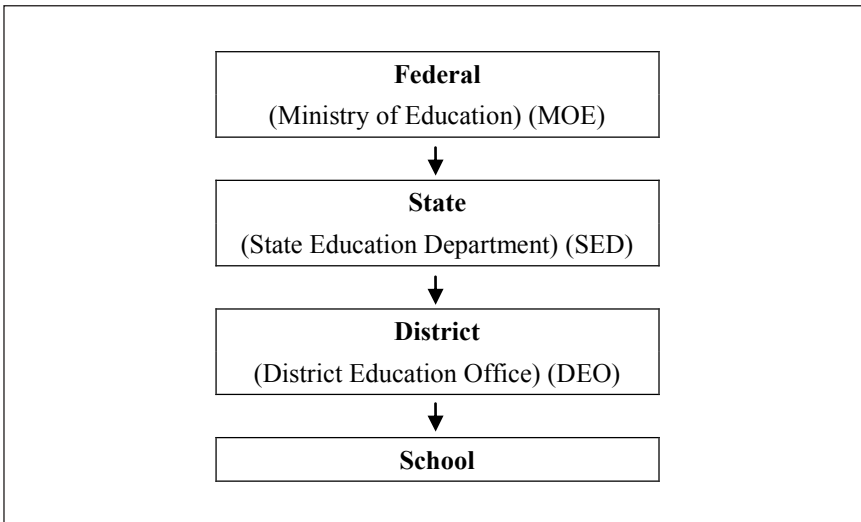 Federal
(Ministry of Education) (MOE)
State
(State Education Department) (SED)
District
(District Education Office) (DEO)
School